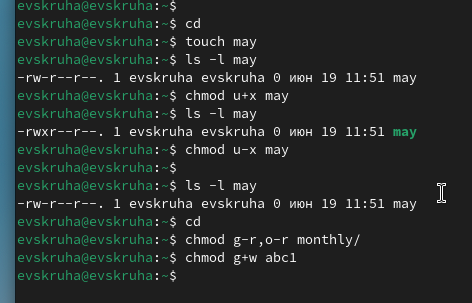 evskruha@evskruha:~$
evskruha@evskruha:~$ cd
evskruha@evskruha:~$ touch may
evskruha@evskruha:~$ ls -l may
-rw-r--r--. 1 evskruha evskruha 0 июн 19 11:51 may
evskruha@evskruha:~$ chmod u+x may
evskruha@evskruha:~$ ls -l may
-rwxr--r--. 1 evskruha evskruha 0 июн 19 11:51 may
evskruha@evskruha:~$ chmod u-x may
evskruha@evskruha:~$
evskruha@evskruha:~$ ls -l may
-rw-r--r--. 1 evskruha evskruha 0 июн 19 11:51 may
evskruha@evskruha:~$ cd
evskruha@evskruha:~$ chmod g-r,o-r monthly/
evskruha@evskruha:~$ chmod g+w abc1
evskruha@evskruha:~$